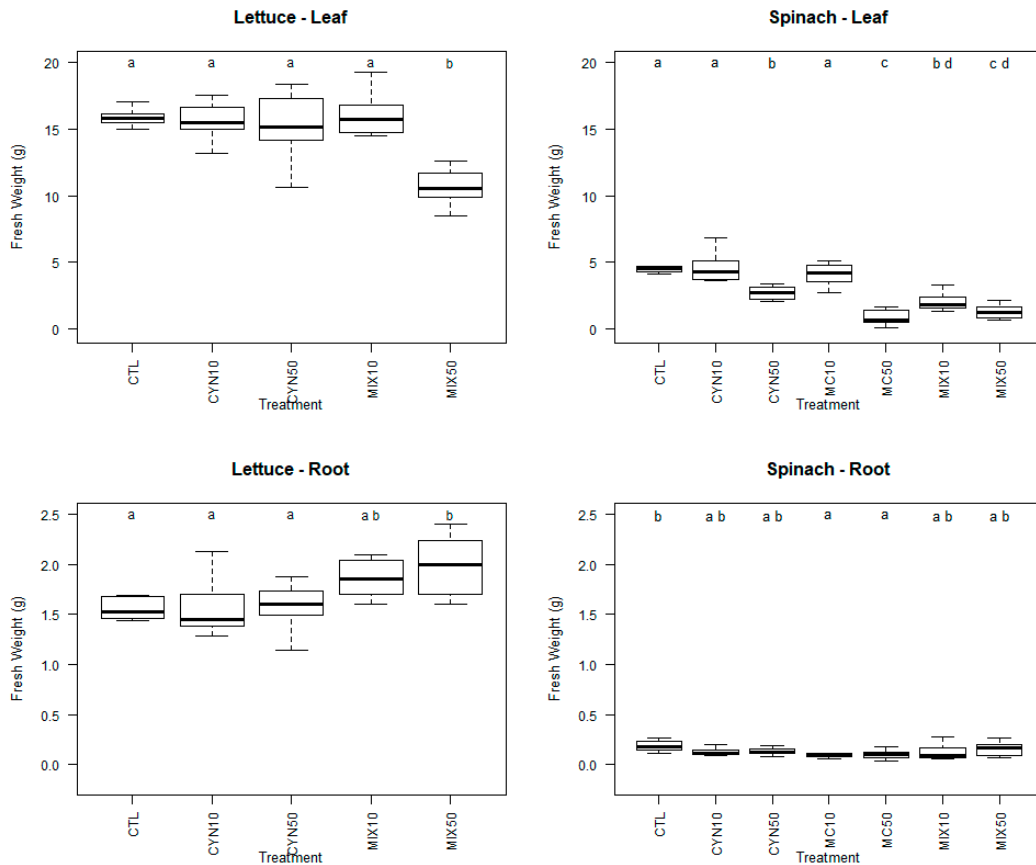 Lettuce - Leaf
Fresh Weight (g)
20
15
10
5
0
a a a a b
CTL CYN10 CYN50 MIX10 MIX50
Treatment
Spinach - Leaf
Fresh Weight (g)
20
15
10
5
0
a a b a c b d c d
CTL CYN10 CYN50 MC10 MC50 MIX10 MIX50
Treatment
Lettuce - Root
Fresh Weight (g)
2.5
2.0
1.5
1.0
0.5
0.0
a a a a b b
CTL CYN10 CYN50 MIX10 MIX50
Treatment
Spinach - Root
Fresh Weight (g)
2.5
2.0
1.5
1.0
0.5
0.0
b a b a b a a a b a b
CTL CYN10 CYN50 MC10 MC50 MIX10 MIX50
Treatment